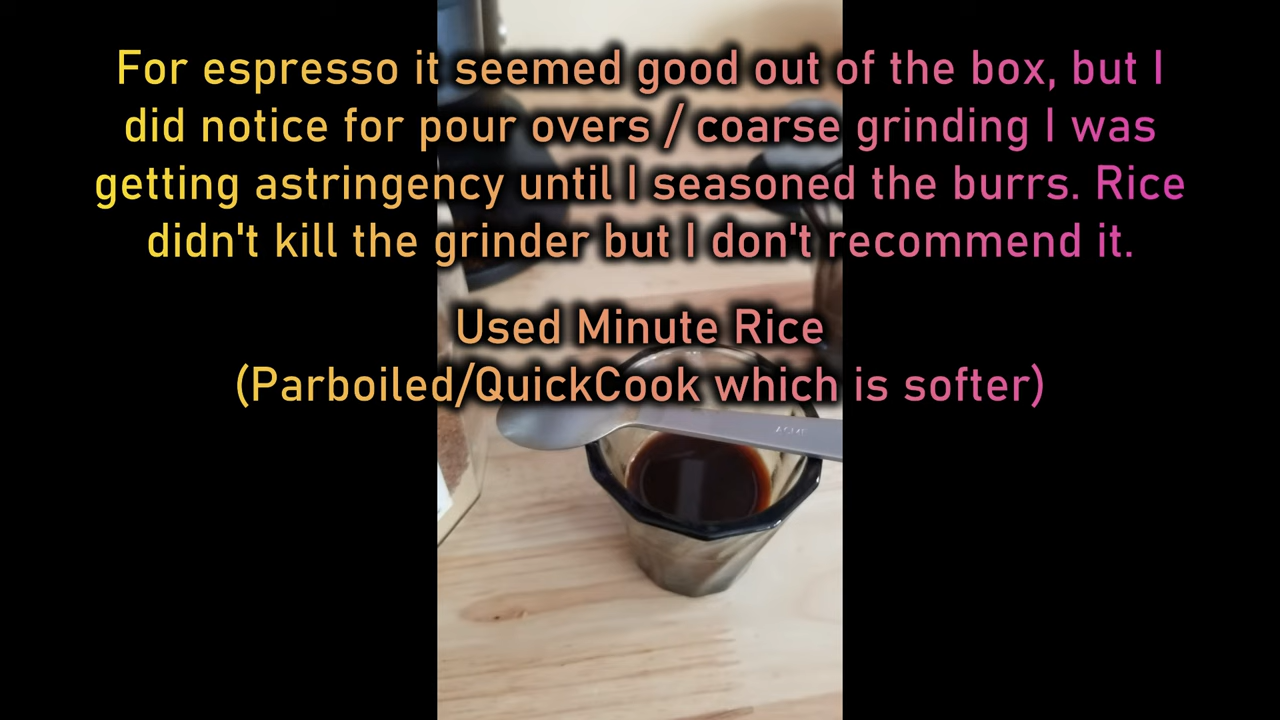 For espresso it seemed good out of the box, but I
did notice for pour overs / coarse grinding I was
getting astringency until I seasoned the burrs. Rice
didn't kill the grinder but I don't recommend it.
Used Minute Rice
(Parboiled/QuickCook which is softer)
ACME